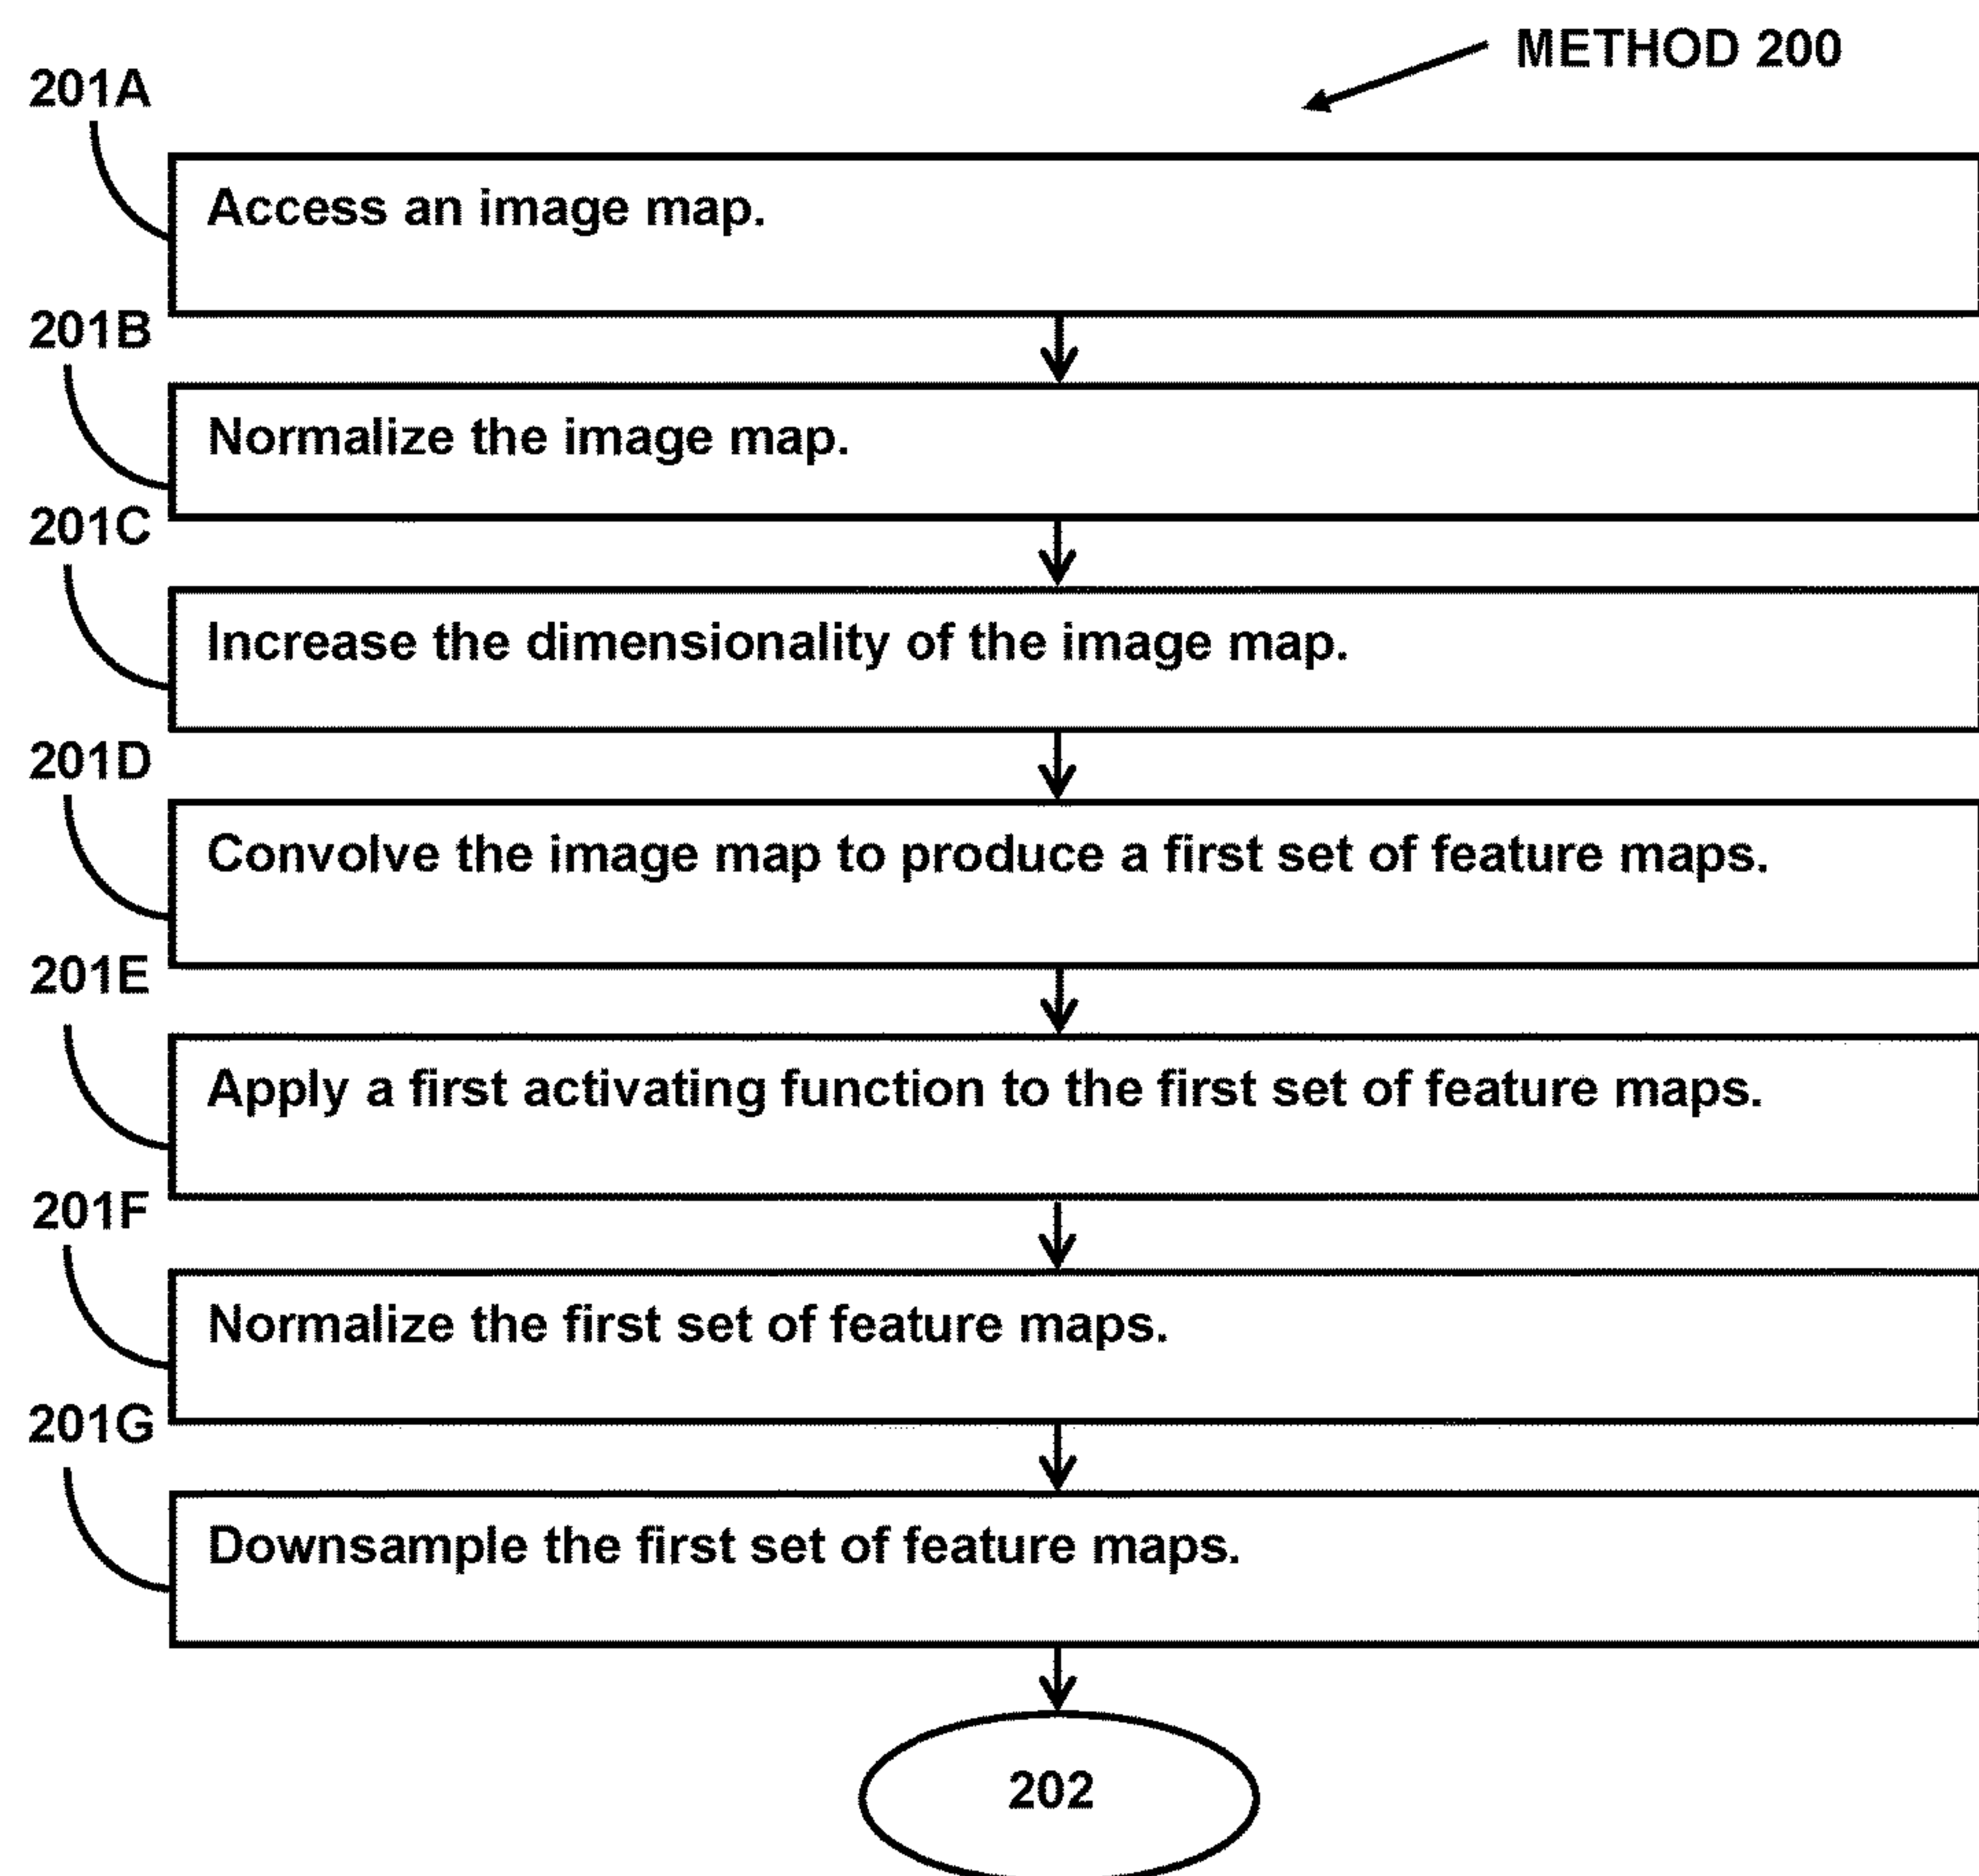 METHOD 200
201A
Access an image map.
201B
Normalize the image map.
201C
Increase the dimensionality of the image map.
201D
Convolve the image map to produce a first set of feature maps.
201E
Apply a first activating function to the first set of feature maps.
201F
Normalize the first set of feature maps.
201G
Downsample the first set of feature maps.
202